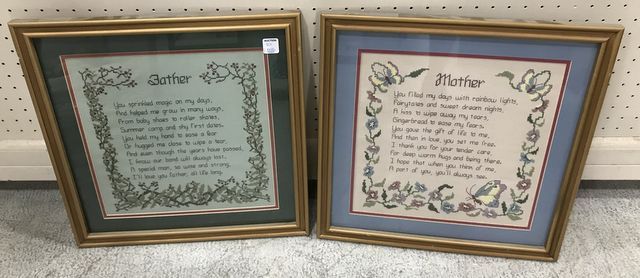 Father
You sprinkled magic on my days,
And helped me grow in many ways,
From baby shoes to roller skates,
Summer camp and shy first dates.
You held my hand to ease a fear
Or hugged me close to wipe a tear.
And even though the years have passed,
I know our bond will always last.
A special man, so wise and strong,
I'll love you father, all life long.
Mother
You filled my days with rainbow lights,
Fairytales and sweet dream nights,
A kiss to wipe away my tears,
Gingerbread to ease my fears.
You gave the gift of life to me,
And then in love, you set me free.
I thank you for your tender care,
For deep warm hugs and being there.
I hope that when you think of me,
A part of you, you'll always see.